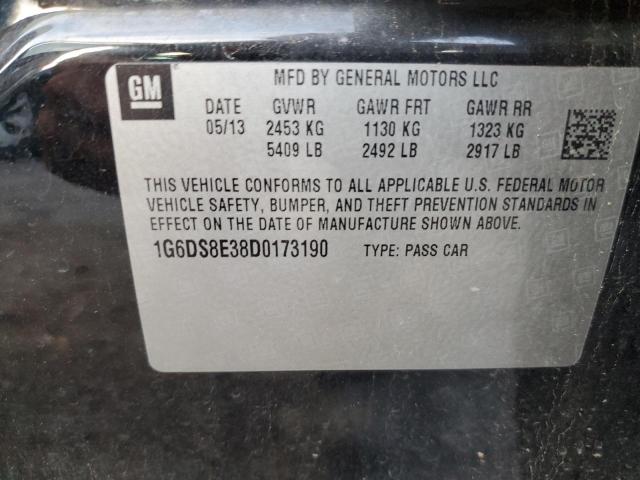 GM
MFD BY GENERAL MOTORS LLC
DATE GVWR GAWR FRT GAWR RR
05/13 2453 KG 1130 KG 1323 KG
5409 LB 2492 LB 2917 LB
THIS VEHICLE CONFORMS TO ALL APPLICABLE U.S. FEDERAL MOTOR
VEHICLE SAFETY, BUMPER, AND THEFT PREVENTION STANDARDS IN
EFFECT ON THE DATE OF MANUFACTURE SHOWN ABOVE.
1G6DS8E38D0173190 TYPE: PASS CAR